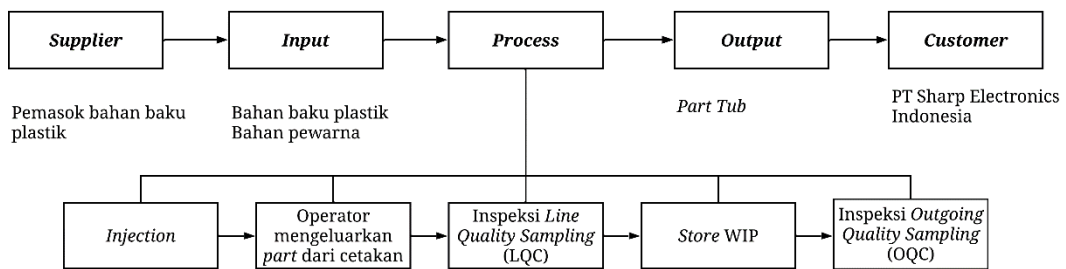 Supplier
Input
Process
Output
Customer
Pemasok bahan baku
plastik
Bahan baku plastik
Bahan pewarna
Part Tub
PT Sharp Electronics
Indonesia
Injection
Operator
mengeluarkan
part dari cetakan
Inspeksi Line
Quality Sampling
(LQC)
Store WIP
Inspeksi Outgoing
Quality Sampling
(OQC)